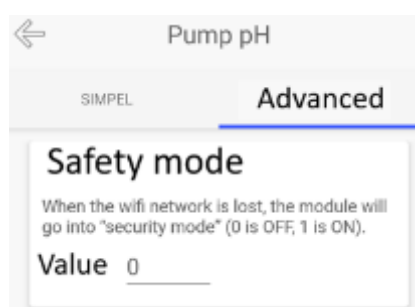 Pump pH
SIMPEL
Advanced
Safety mode
When the wifi network is lost, the module will
go into "security mode" (0 is OFF, 1 is ON).
Value 0